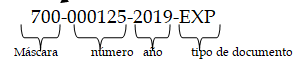 700-000125-2019-EXP
Máscara número año tipo de documento